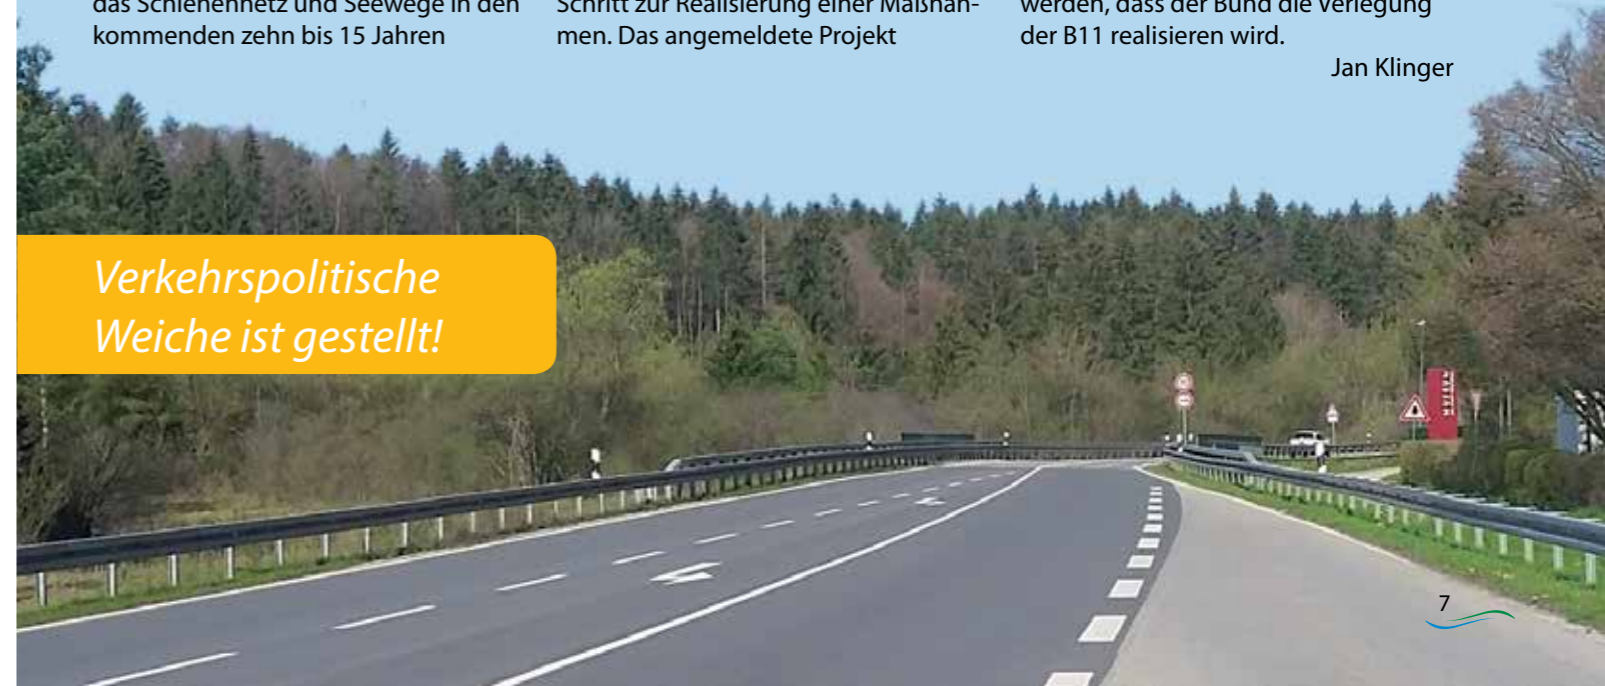 das Schienennetz und Seewege in den
kommenden zehn bis 15 Jahren
Schritt zur Realisierung einer Maßnah-
men. Das angemeldete Projekt
werden, dass der Bund die Verlegung
der B11 realisieren wird.
Jan Klinger
Verkehrspolitische
Weiche ist gestellt!
7